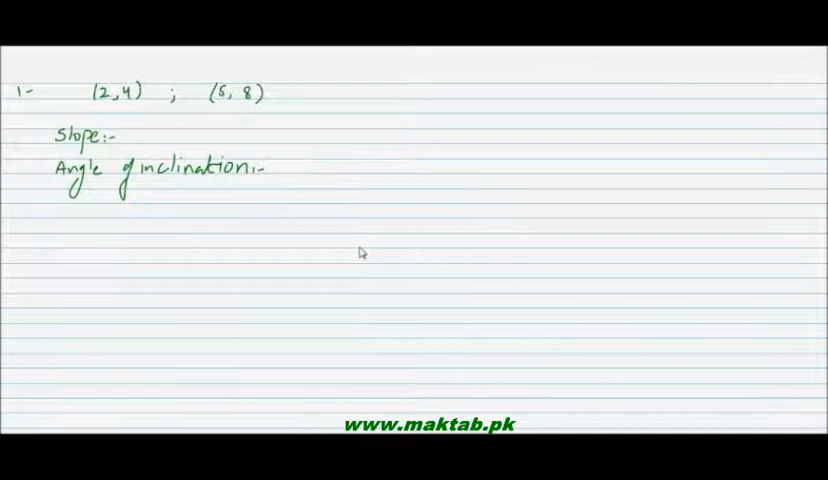 1- (2,4) ; (5, 8)
Slope:-
Angle of inclination:-
www.maktab.pk